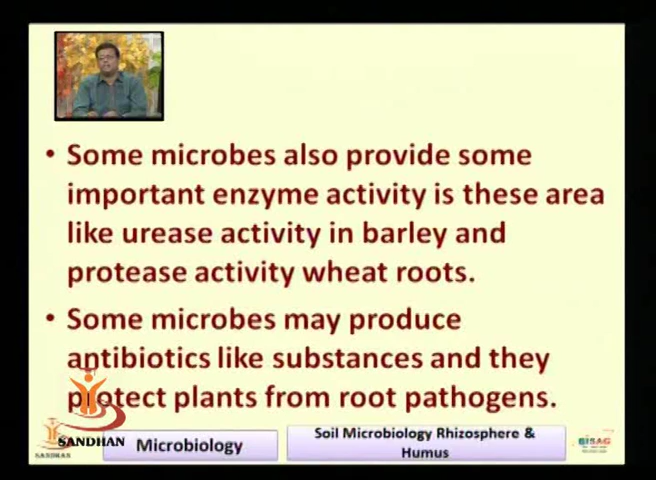 • Some microbes also provide some
important enzyme activity is these area
like urease activity in barley and
protease activity wheat roots.
• Some microbes may produce
antibiotics like substances and they
protect plants from root pathogens.
SANDHAN
SANDHAN
Microbiology
Soil Microbiology Rhizosphere &
Humus
BISAG